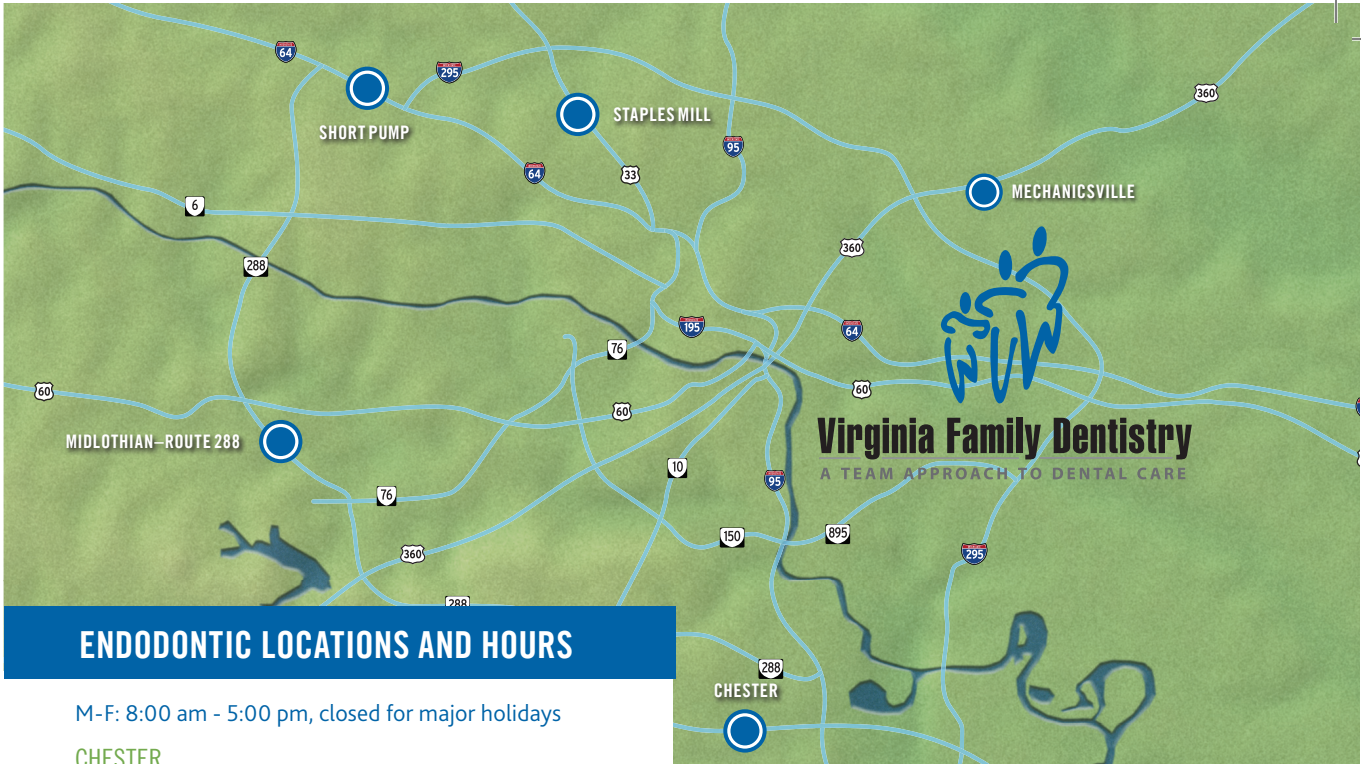 64
295
360
SHORT PUMP
STAPLES MILL
95
64
33
MECHANICSVILLE
6
360
288
195
64
76
60
60
60
Virginia Family Dentistry
A TEAM APPROACH TO DENTAL CARE
MIDLOTHIAN–ROUTE 288
10
95
76
150
895
360
295
288
ENDODONTIC LOCATIONS AND HOURS
288
CHESTER
M-F: 8:00 am - 5:00 pm, closed for major holidays
CHESTER